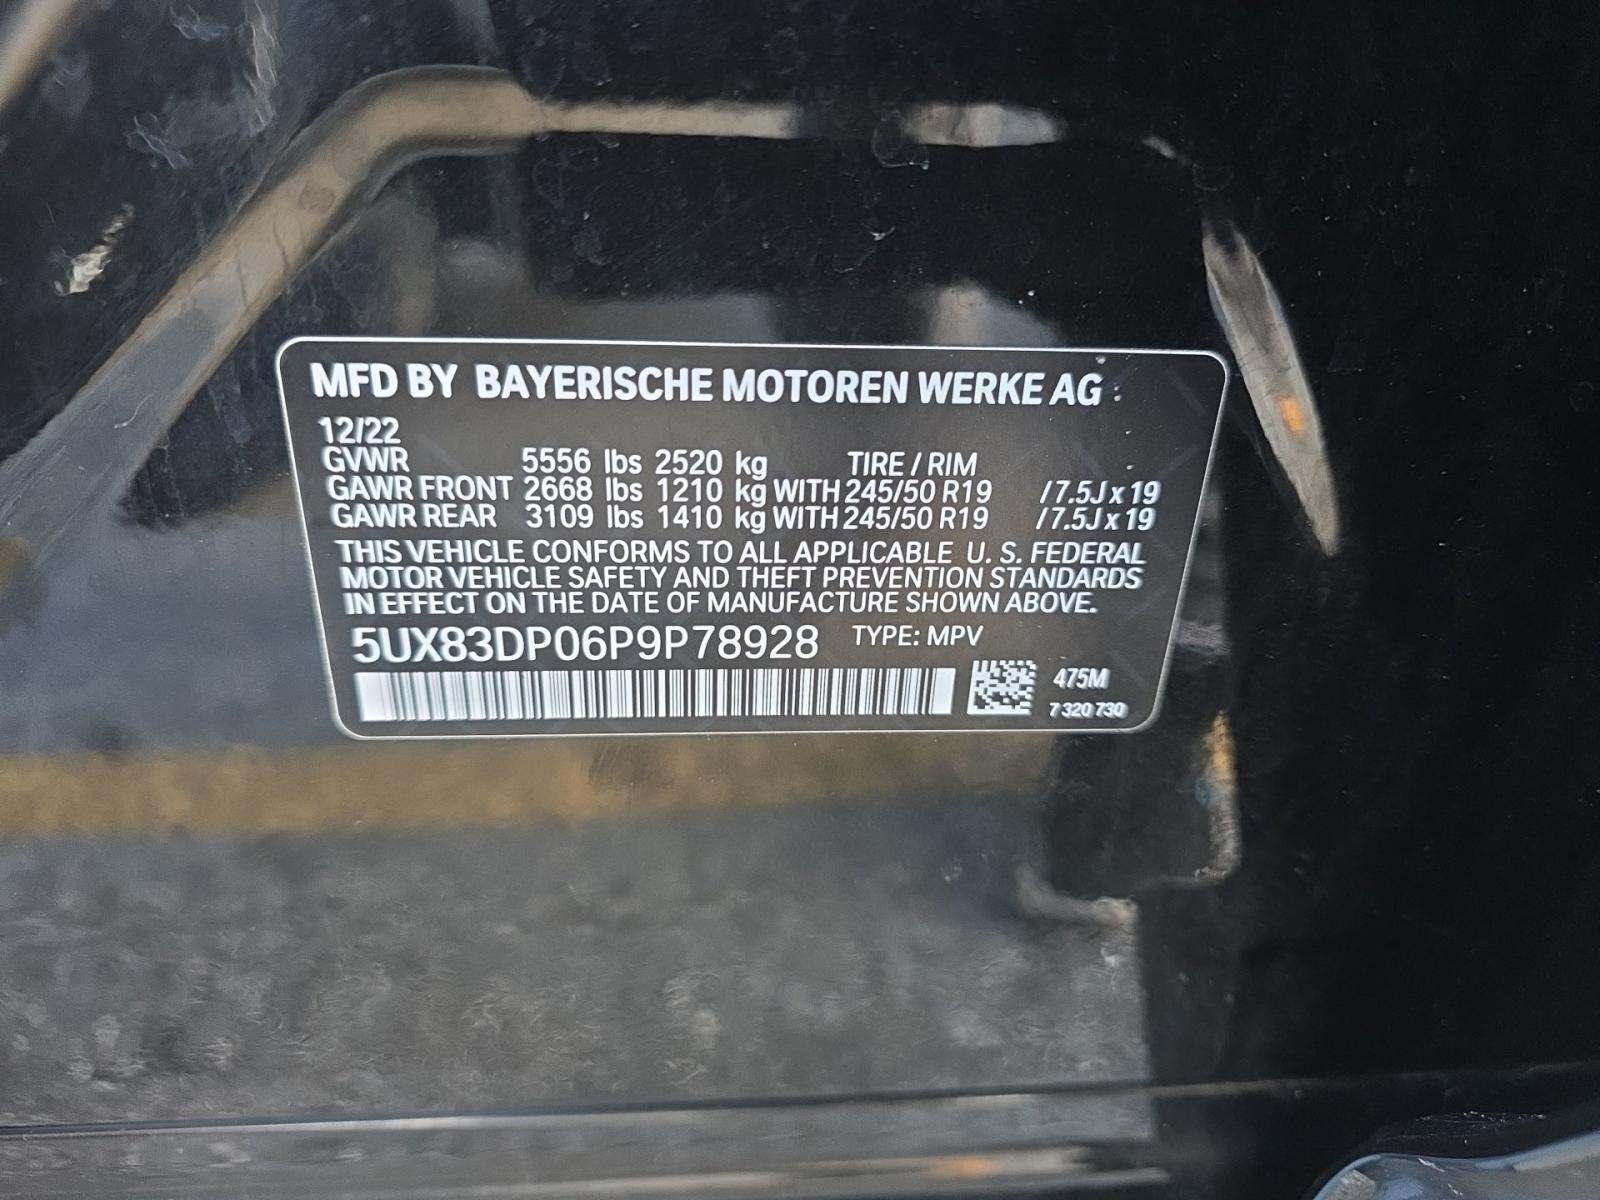 MFD BY BAYERISCHE MOTOREN WERKE AG
12/22
GVWR 5556 lbs 2520 kg TIRE / RIM
GAWR FRONT 2668 lbs 1210 kg WITH 245/50 R19 / 7.5J x 19
GAWR REAR 3109 lbs 1410 kg WITH 245/50 R19 / 7.5J x 19
THIS VEHICLE CONFORMS TO ALL APPLICABLE U. S. FEDERAL
MOTOR VEHICLE SAFETY AND THEFT PREVENTION STANDARDS
IN EFFECT ON THE DATE OF MANUFACTURE SHOWN ABOVE.
5UX83DP06P9P78928 TYPE: MPV
475M
7 320 730